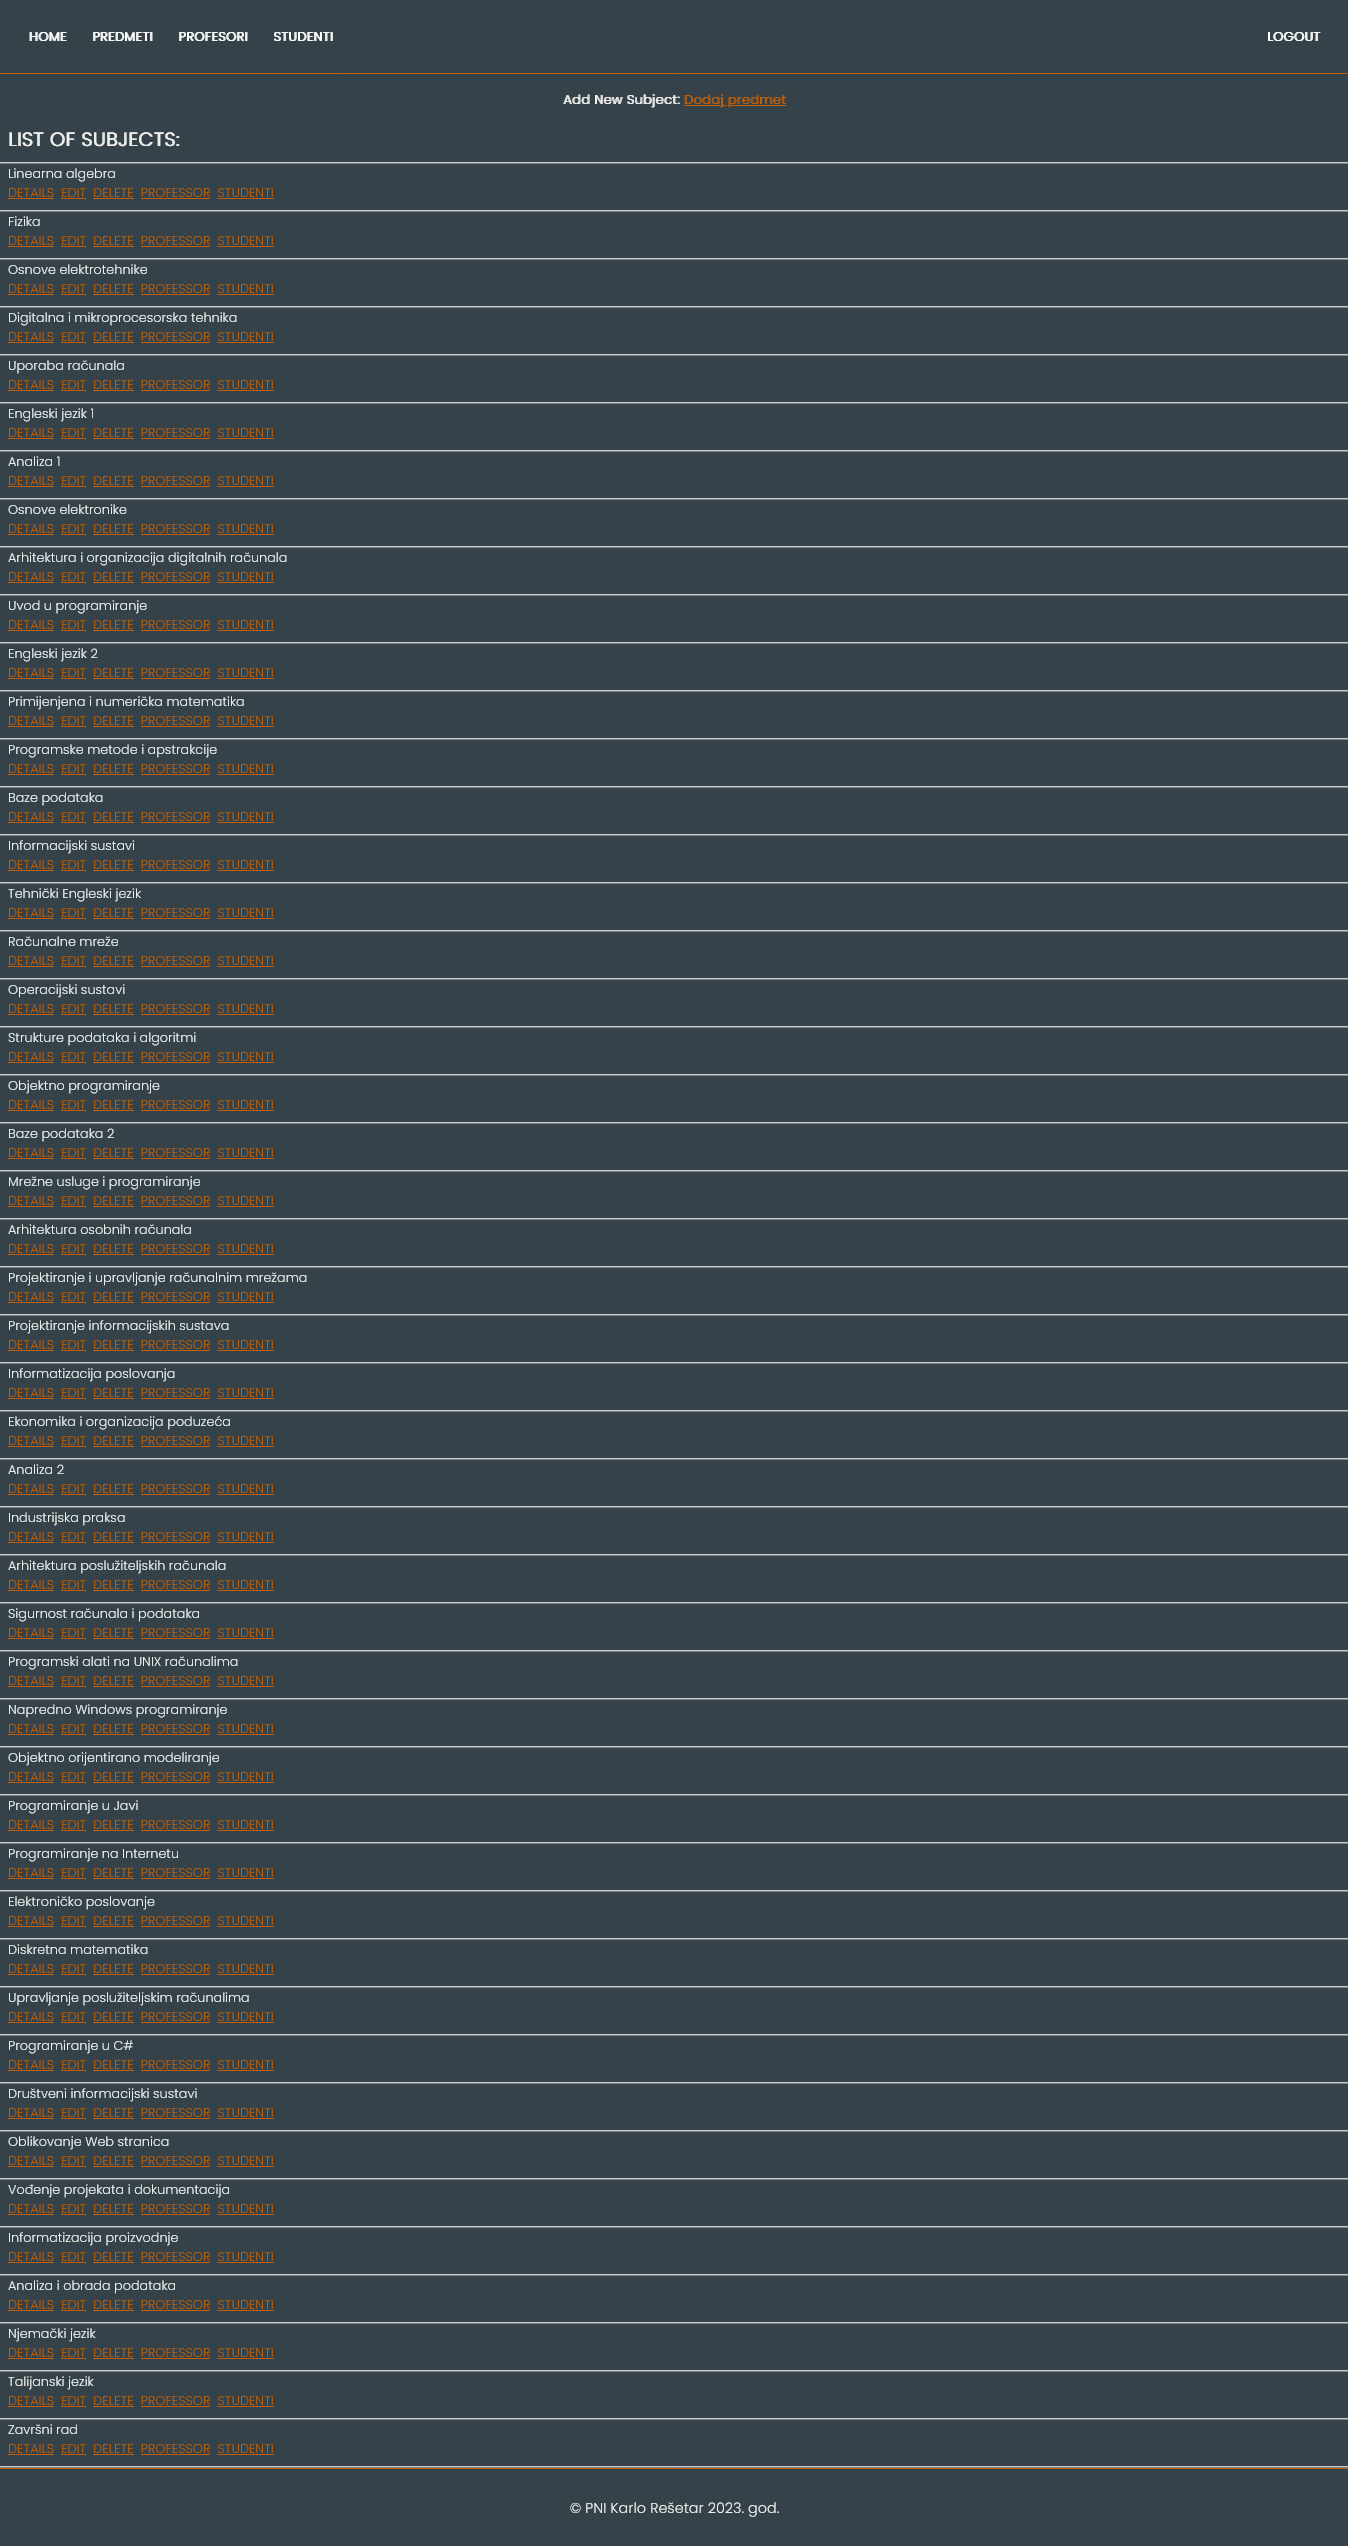 HOME PREDMETI PROFESORI STUDENTI LOGOUT
Add New Subject: Dodaj predmet
LIST OF SUBJECTS:
Linearna algebra
DETAILS EDIT DELETE PROFESSOR STUDENTI
Fizika
DETAILS EDIT DELETE PROFESSOR STUDENTI
Osnove elektrotehnike
DETAILS EDIT DELETE PROFESSOR STUDENTI
Digitalna i mikroprocesorska tehnika
DETAILS EDIT DELETE PROFESSOR STUDENTI
Uporaba računala
DETAILS EDIT DELETE PROFESSOR STUDENTI
Engleski jezik 1
DETAILS EDIT DELETE PROFESSOR STUDENTI
Analiza 1
DETAILS EDIT DELETE PROFESSOR STUDENTI
Osnove elektronike
DETAILS EDIT DELETE PROFESSOR STUDENTI
Arhitektura i organizacija digitalnih računala
DETAILS EDIT DELETE PROFESSOR STUDENTI
Uvod u programiranje
DETAILS EDIT DELETE PROFESSOR STUDENTI
Engleski jezik 2
DETAILS EDIT DELETE PROFESSOR STUDENTI
Primijenjena i numerička matematika
DETAILS EDIT DELETE PROFESSOR STUDENTI
Programske metode i apstrakcije
DETAILS EDIT DELETE PROFESSOR STUDENTI
Baze podataka
DETAILS EDIT DELETE PROFESSOR STUDENTI
Informacijski sustavi
DETAILS EDIT DELETE PROFESSOR STUDENTI
Tehnički Engleski jezik
DETAILS EDIT DELETE PROFESSOR STUDENTI
Računalne mreže
DETAILS EDIT DELETE PROFESSOR STUDENTI
Operacijski sustavi
DETAILS EDIT DELETE PROFESSOR STUDENTI
Strukture podataka i algoritmi
DETAILS EDIT DELETE PROFESSOR STUDENTI
Objektno programiranje
DETAILS EDIT DELETE PROFESSOR STUDENTI
Baze podataka 2
DETAILS EDIT DELETE PROFESSOR STUDENTI
Mrežne usluge i programiranje
DETAILS EDIT DELETE PROFESSOR STUDENTI
Arhitektura osobnih računala
DETAILS EDIT DELETE PROFESSOR STUDENTI
Projektiranje i upravljanje računalnim mrežama
DETAILS EDIT DELETE PROFESSOR STUDENTI
Projektiranje informacijskih sustava
DETAILS EDIT DELETE PROFESSOR STUDENTI
Informatizacija poslovanja
DETAILS EDIT DELETE PROFESSOR STUDENTI
Ekonomika i organizacija poduzeća
DETAILS EDIT DELETE PROFESSOR STUDENTI
Analiza 2
DETAILS EDIT DELETE PROFESSOR STUDENTI
Industrijska praksa
DETAILS EDIT DELETE PROFESSOR STUDENTI
Arhitektura poslužiteljskih računala
DETAILS EDIT DELETE PROFESSOR STUDENTI
Sigurnost računala i podataka
DETAILS EDIT DELETE PROFESSOR STUDENTI
Programski alati na UNIX računalima
DETAILS EDIT DELETE PROFESSOR STUDENTI
Napredno Windows programiranje
DETAILS EDIT DELETE PROFESSOR STUDENTI
Objektno orijentirano modeliranje
DETAILS EDIT DELETE PROFESSOR STUDENTI
Programiranje u Javi
DETAILS EDIT DELETE PROFESSOR STUDENTI
Programiranje na Internetu
DETAILS EDIT DELETE PROFESSOR STUDENTI
Elektroničko poslovanje
DETAILS EDIT DELETE PROFESSOR STUDENTI
Diskretna matematika
DETAILS EDIT DELETE PROFESSOR STUDENTI
Upravljanje poslužiteljskim računalima
DETAILS EDIT DELETE PROFESSOR STUDENTI
Programiranje u C#
DETAILS EDIT DELETE PROFESSOR STUDENTI
Društveni informacijski sustavi
DETAILS EDIT DELETE PROFESSOR STUDENTI
Oblikovanje Web stranica
DETAILS EDIT DELETE PROFESSOR STUDENTI
Vođenje projekata i dokumentacija
DETAILS EDIT DELETE PROFESSOR STUDENTI
Informatizacija proizvodnje
DETAILS EDIT DELETE PROFESSOR STUDENTI
Analiza i obrada podataka
DETAILS EDIT DELETE PROFESSOR STUDENTI
Njemački jezik
DETAILS EDIT DELETE PROFESSOR STUDENTI
Talijanski jezik
DETAILS EDIT DELETE PROFESSOR STUDENTI
Završni rad
DETAILS EDIT DELETE PROFESSOR STUDENTI
© PNI Karlo Rešetar 2023. god.